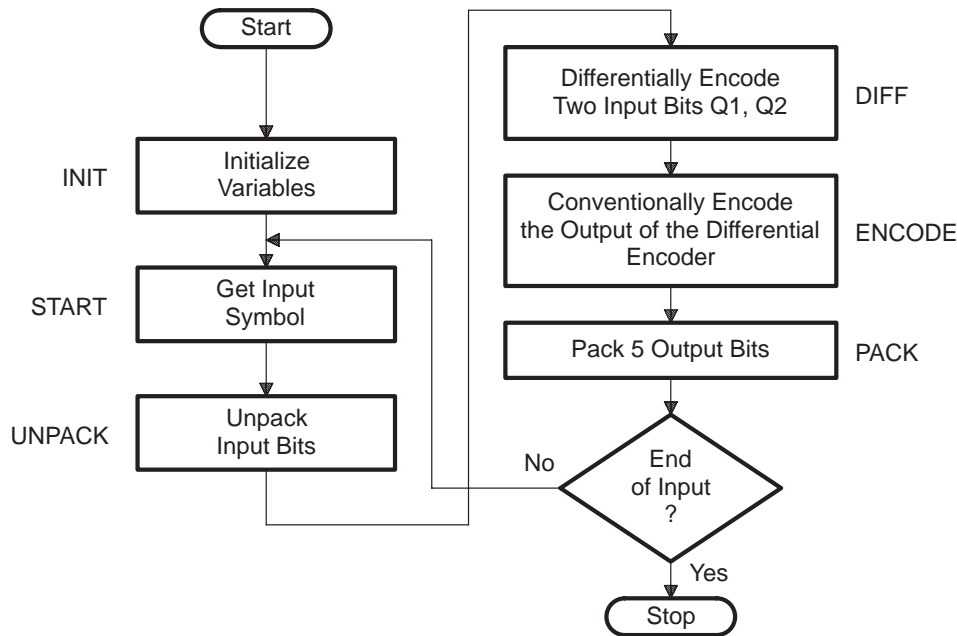 Start
INIT
Initialize
Variables
START
Get Input
Symbol
UNPACK
Unpack
Input Bits
Differentially Encode
Two Input Bits Q1, Q2
DIFF
Conventionally Encode
the Output of the Differential
Encoder
ENCODE
Pack 5 Output Bits
PACK
End
of Input
?
No
Yes
Stop